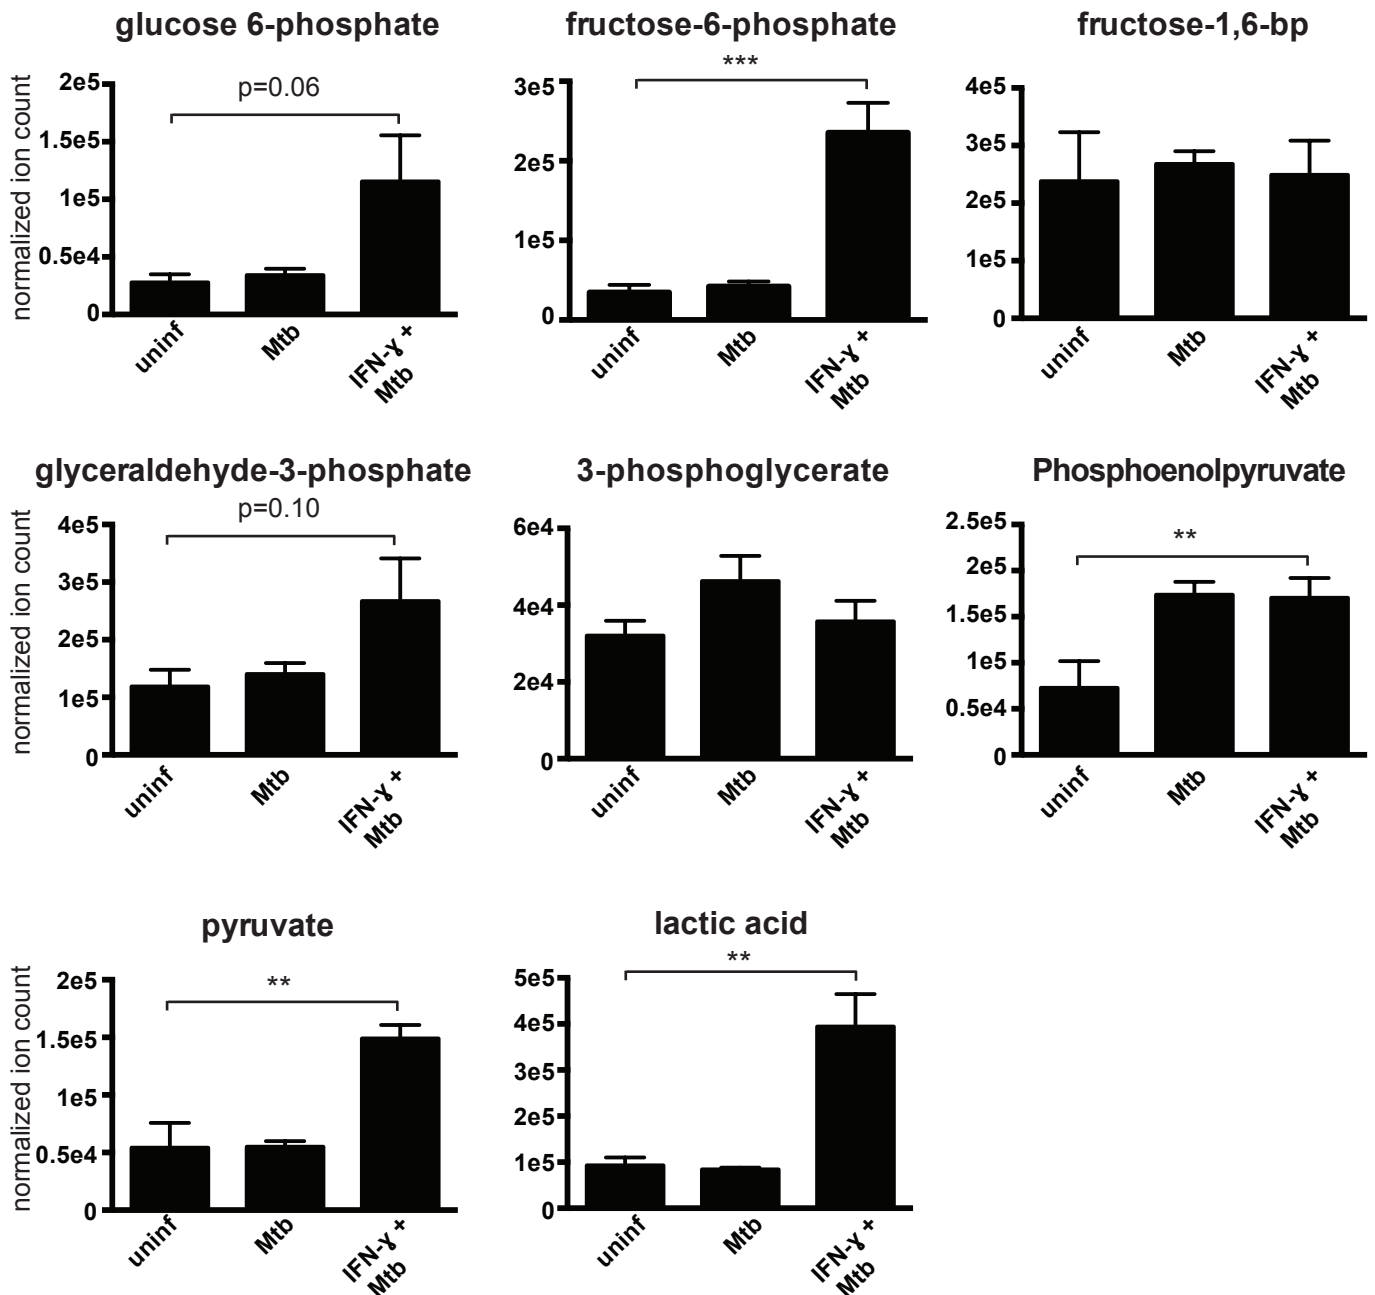 glucose 6-phosphate
normalized ion count
2e5
1.5e5
1e5
0.5e4
0
p=0.06
uninf
Mtb
IFN-ɣ +
Mtb
fructose-6-phosphate
3e5
2e5
1e5
0
***
uninf
Mtb
IFN-ɣ +
Mtb
fructose-1,6-bp
4e5
3e5
2e5
1e5
0
uninf
Mtb
IFN-ɣ +
Mtb
glyceraldehyde-3-phosphate
normalized ion count
4e5
3e5
2e5
1e5
0
p=0.10
uninf
Mtb
IFN-ɣ +
Mtb
3-phosphoglycerate
6e4
4e4
2e4
0
uninf
Mtb
IFN-ɣ +
Mtb
Phosphoenolpyruvate
2.5e5
2e5
1.5e5
1e5
0.5e4
0
**
uninf
Mtb
IFN-ɣ +
Mtb
pyruvate
normalized ion count
2e5
1.5e5
1e5
0.5e4
0
**
uninf
Mtb
IFN-ɣ +
Mtb
lactic acid
5e5
4e5
3e5
2e5
1e5
0
**
uninf
Mtb
IFN-ɣ +
Mtb